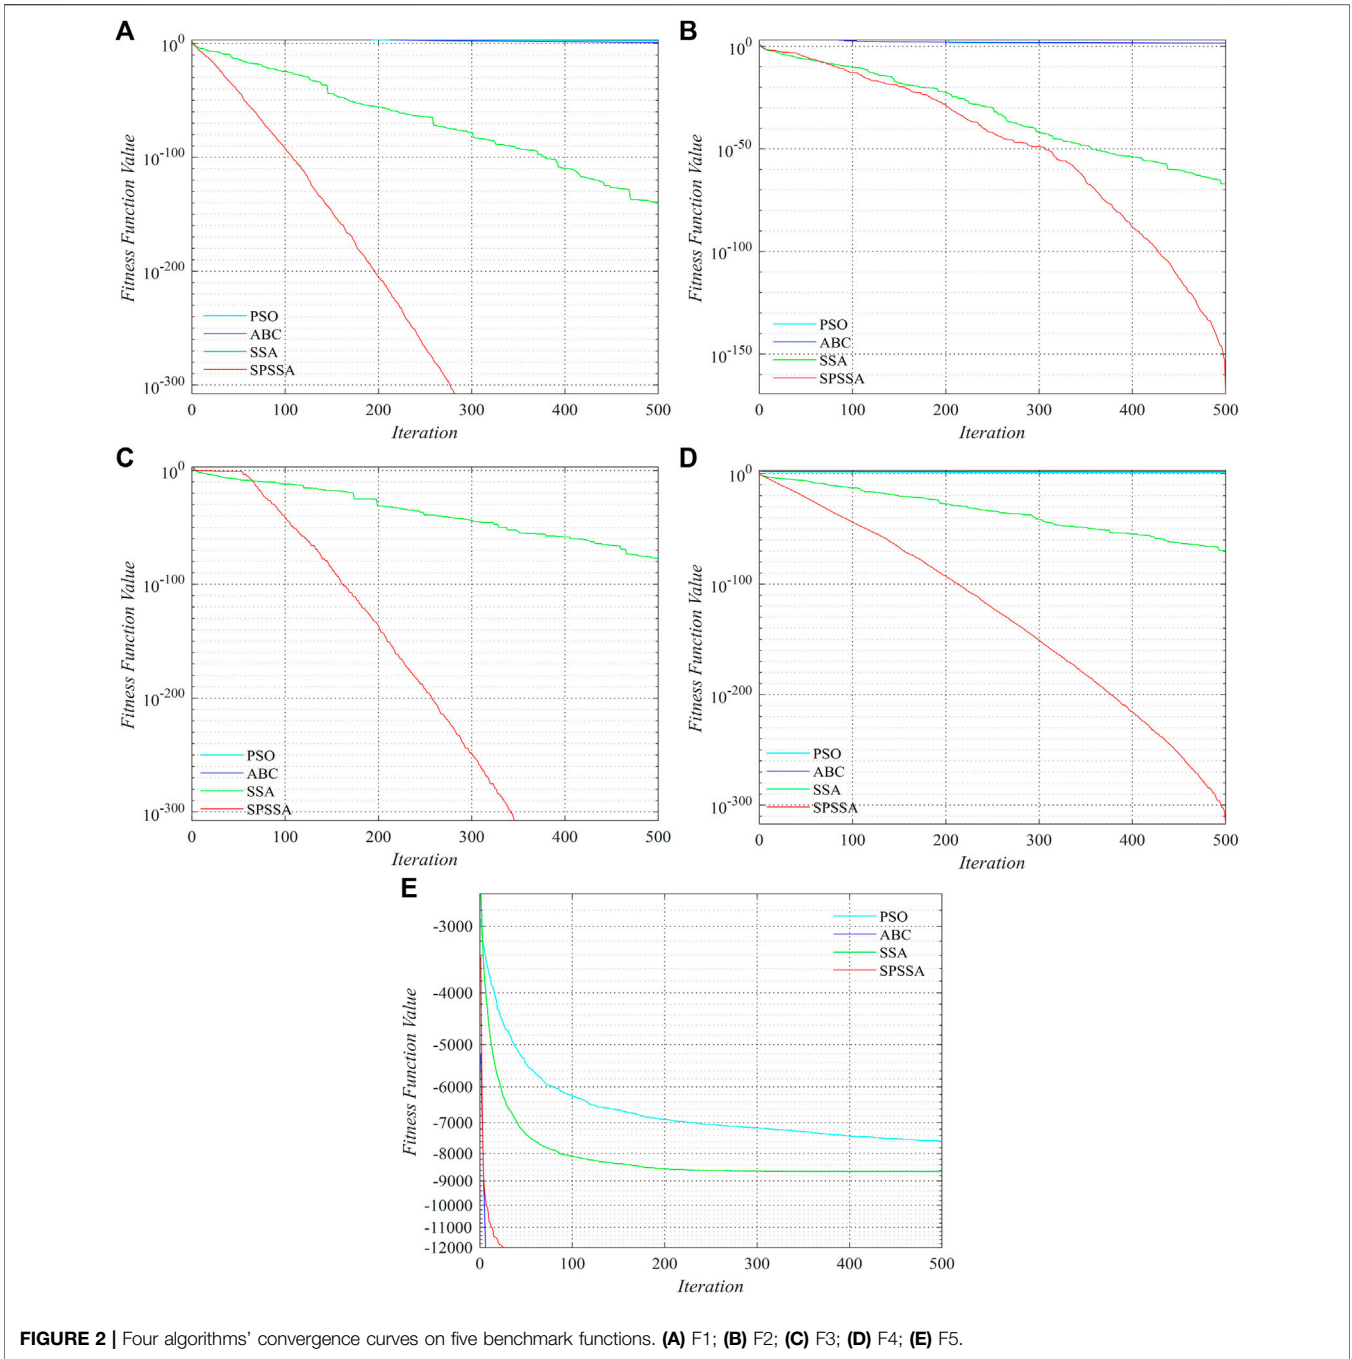 A
10^0
10^-100
10^-200
10^-300
Fitness Function Value
PSO
ABC
SSA
SPSSA
0 100 200 300 400 500
Iteration
B
10^0
10^-50
10^-100
10^-150
Fitness Function Value
PSO
ABC
SSA
SPSSA
0 100 200 300 400 500
Iteration
C
10^0
10^-100
10^-200
10^-300
Fitness Function Value
PSO
ABC
SSA
SPSSA
0 100 200 300 400 500
Iteration
D
10^0
10^-100
10^-200
10^-300
Fitness Function Value
PSO
ABC
SSA
SPSSA
0 100 200 300 400 500
Iteration
E
-3000
-4000
-5000
-6000
-7000
-8000
-9000
-10000
-11000
-12000
Fitness Function Value
PSO
ABC
SSA
SPSSA
0 100 200 300 400 500
Iteration
FIGURE 2 | Four algorithms' convergence curves on five benchmark functions. (A) F1; (B) F2; (C) F3; (D) F4; (E) F5.